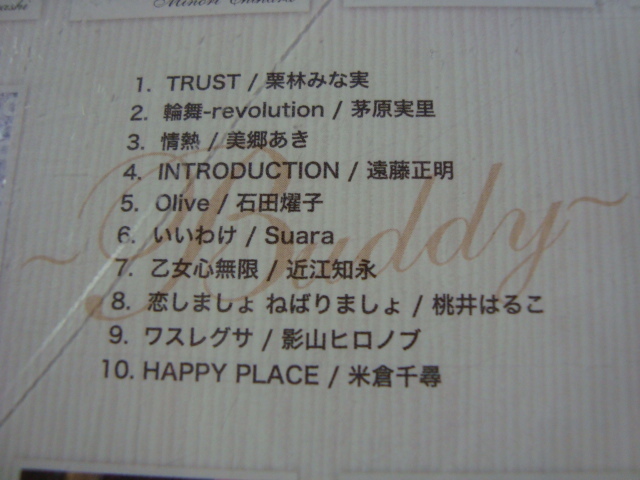 Minori Chihara
1. TRUST / 栗林みな実
2. 輪舞-revolution / 茅原実里
3. 情熱 / 美郷あき
4. INTRODUCTION / 遠藤正明
5. Olive / 石田燿子
6. いいわけ / Suara
7. 乙女心無限 / 近江知永
8. 恋しましょ ねばりましょ / 桃井はるこ
9. ワスレグサ / 影山ヒロノブ
10. HAPPY PLACE / 米倉千尋
~Buddy~